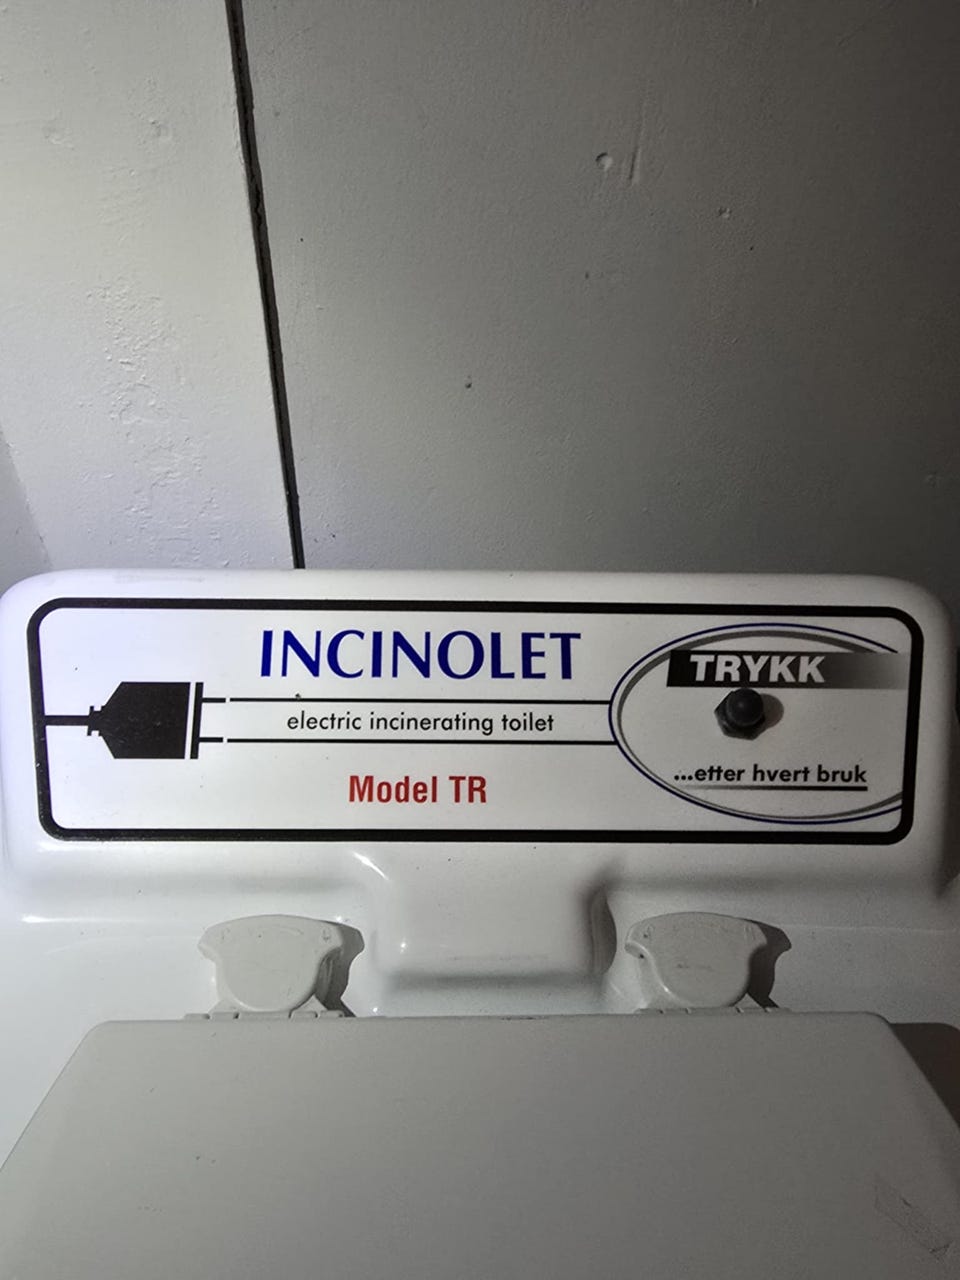 INCINOLET
electric incinerating toilet
Model TR
TRYKK
...etter hvert bruk